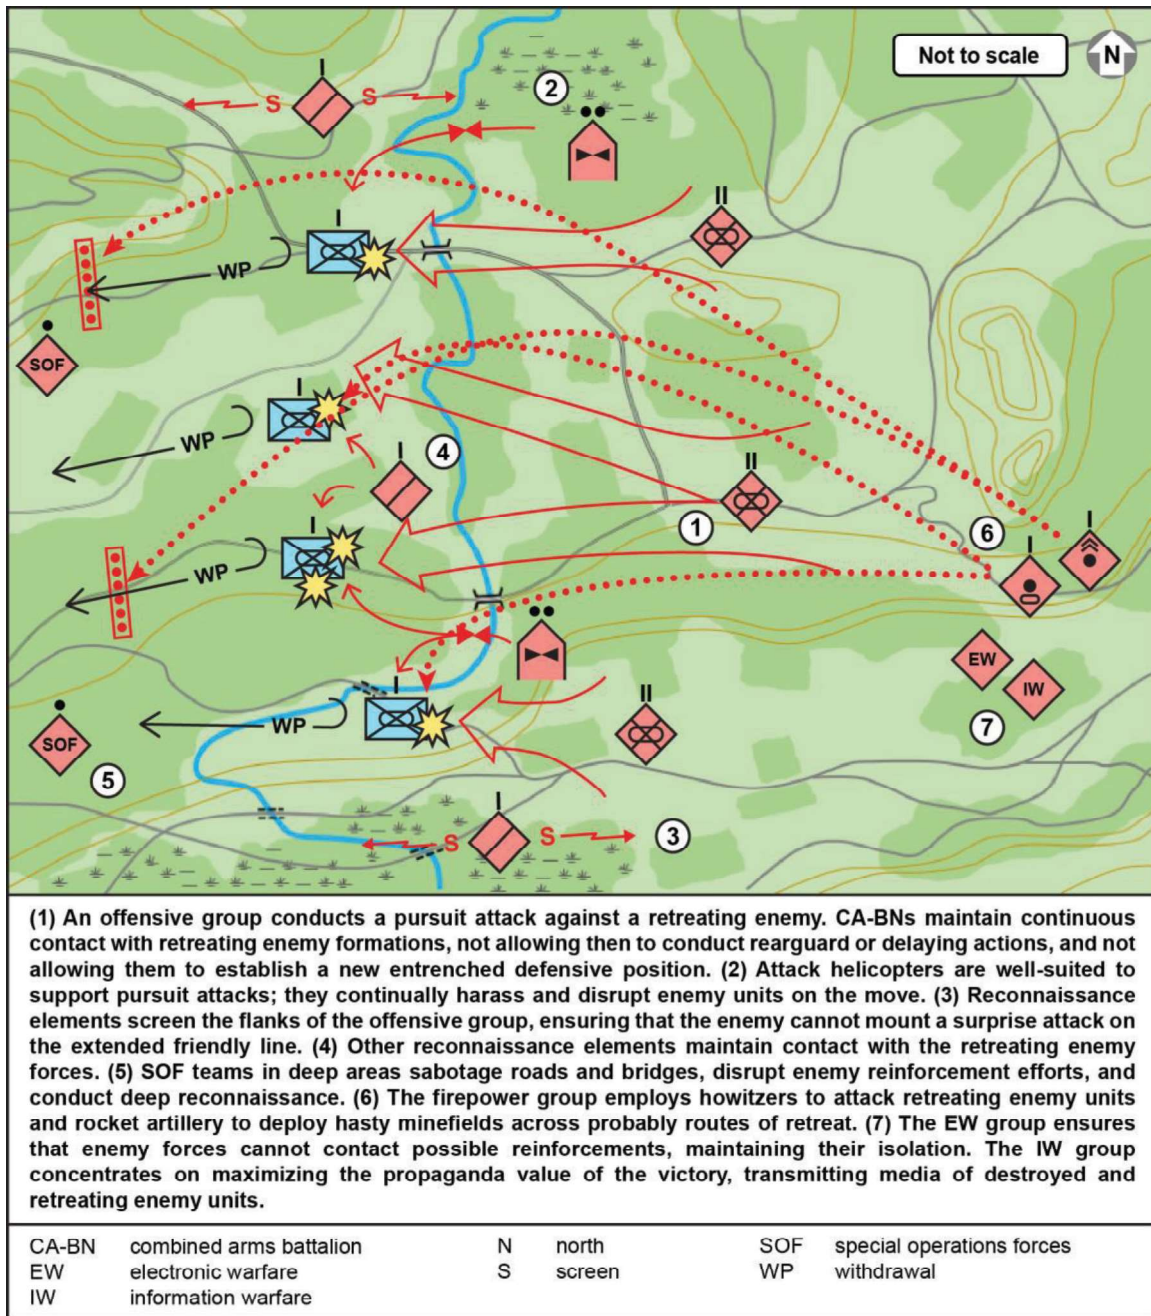 Not to scale
N
I
S
S
2
II
I
WP
SOF
I
WP
I
4
II
1
6
I
I
I
WP
EW
IW
7
I
WP
II
SOF
5
I
S
S
3
(1) An offensive group conducts a pursuit attack against a retreating enemy. CA-BNs maintain continuous
contact with retreating enemy formations, not allowing then to conduct rearguard or delaying actions, and not
allowing them to establish a new entrenched defensive position. (2) Attack helicopters are well-suited to
support pursuit attacks; they continually harass and disrupt enemy units on the move. (3) Reconnaissance
elements screen the flanks of the offensive group, ensuring that the enemy cannot mount a surprise attack on
the extended friendly line. (4) Other reconnaissance elements maintain contact with the retreating enemy
forces. (5) SOF teams in deep areas sabotage roads and bridges, disrupt enemy reinforcement efforts, and
conduct deep reconnaissance. (6) The firepower group employs howitzers to attack retreating enemy units
and rocket artillery to deploy hasty minefields across probably routes of retreat. (7) The EW group ensures
that enemy forces cannot contact possible reinforcements, maintaining their isolation. The IW group
concentrates on maximizing the propaganda value of the victory, transmitting media of destroyed and
retreating enemy units.
CA-BN combined arms battalion
EW electronic warfare
IW information warfare
N north
S screen
SOF special operations forces
WP withdrawal